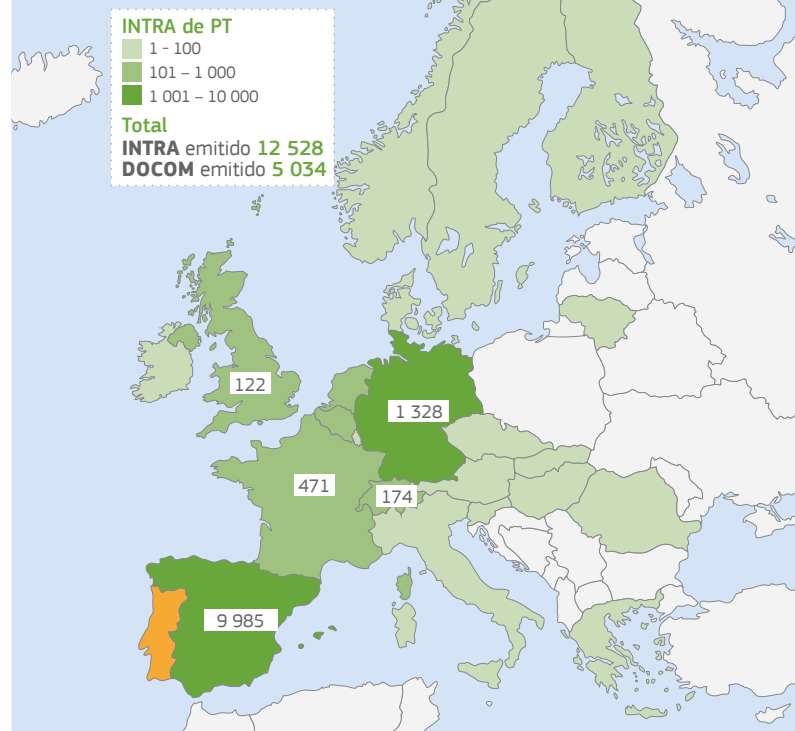 INTRA de PT
1 - 100
101 – 1 000
1 001 – 10 000
Total
INTRA emitido 12 528
DOCOM emitido 5 034
122
1 328
471
174
9 985